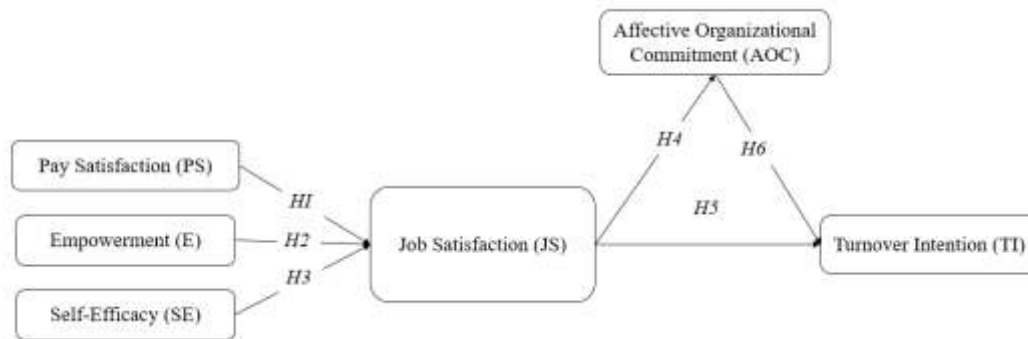 Affective Organizational
Commitment (AOC)
H4
H6
Pay Satisfaction (PS)
H1
H5
Empowerment (E)
H2
Job Satisfaction (JS)
Turnover Intention (TI)
H3
Self-Efficacy (SE)